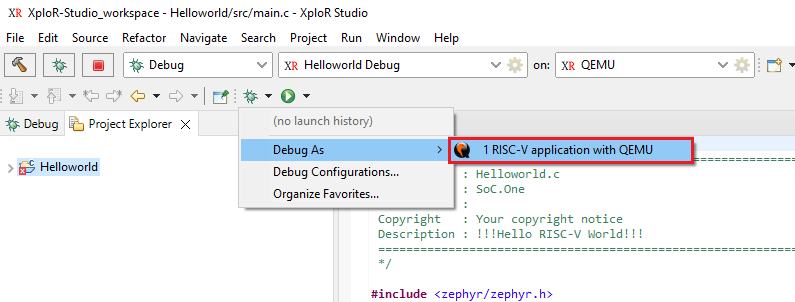 XR XploR-Studio_workspace - Helloworld/src/main.c - XploR Studio
File Edit Source Refactor Navigate Search Project Run Window Help
Debug XR Helloworld Debug on: XR QEMU
Debug Project Explorer
(no launch history)
Debug As 1 RISC-V application with QEMU
Debug Configurations...
Organize Favorites...
Helloworld
: Helloworld.c
: SoC.One
:
Copyright : Your copyright notice
Description : !!!Hello RISC-V World!!!
*/
#include <zephyr/zephyr.h>